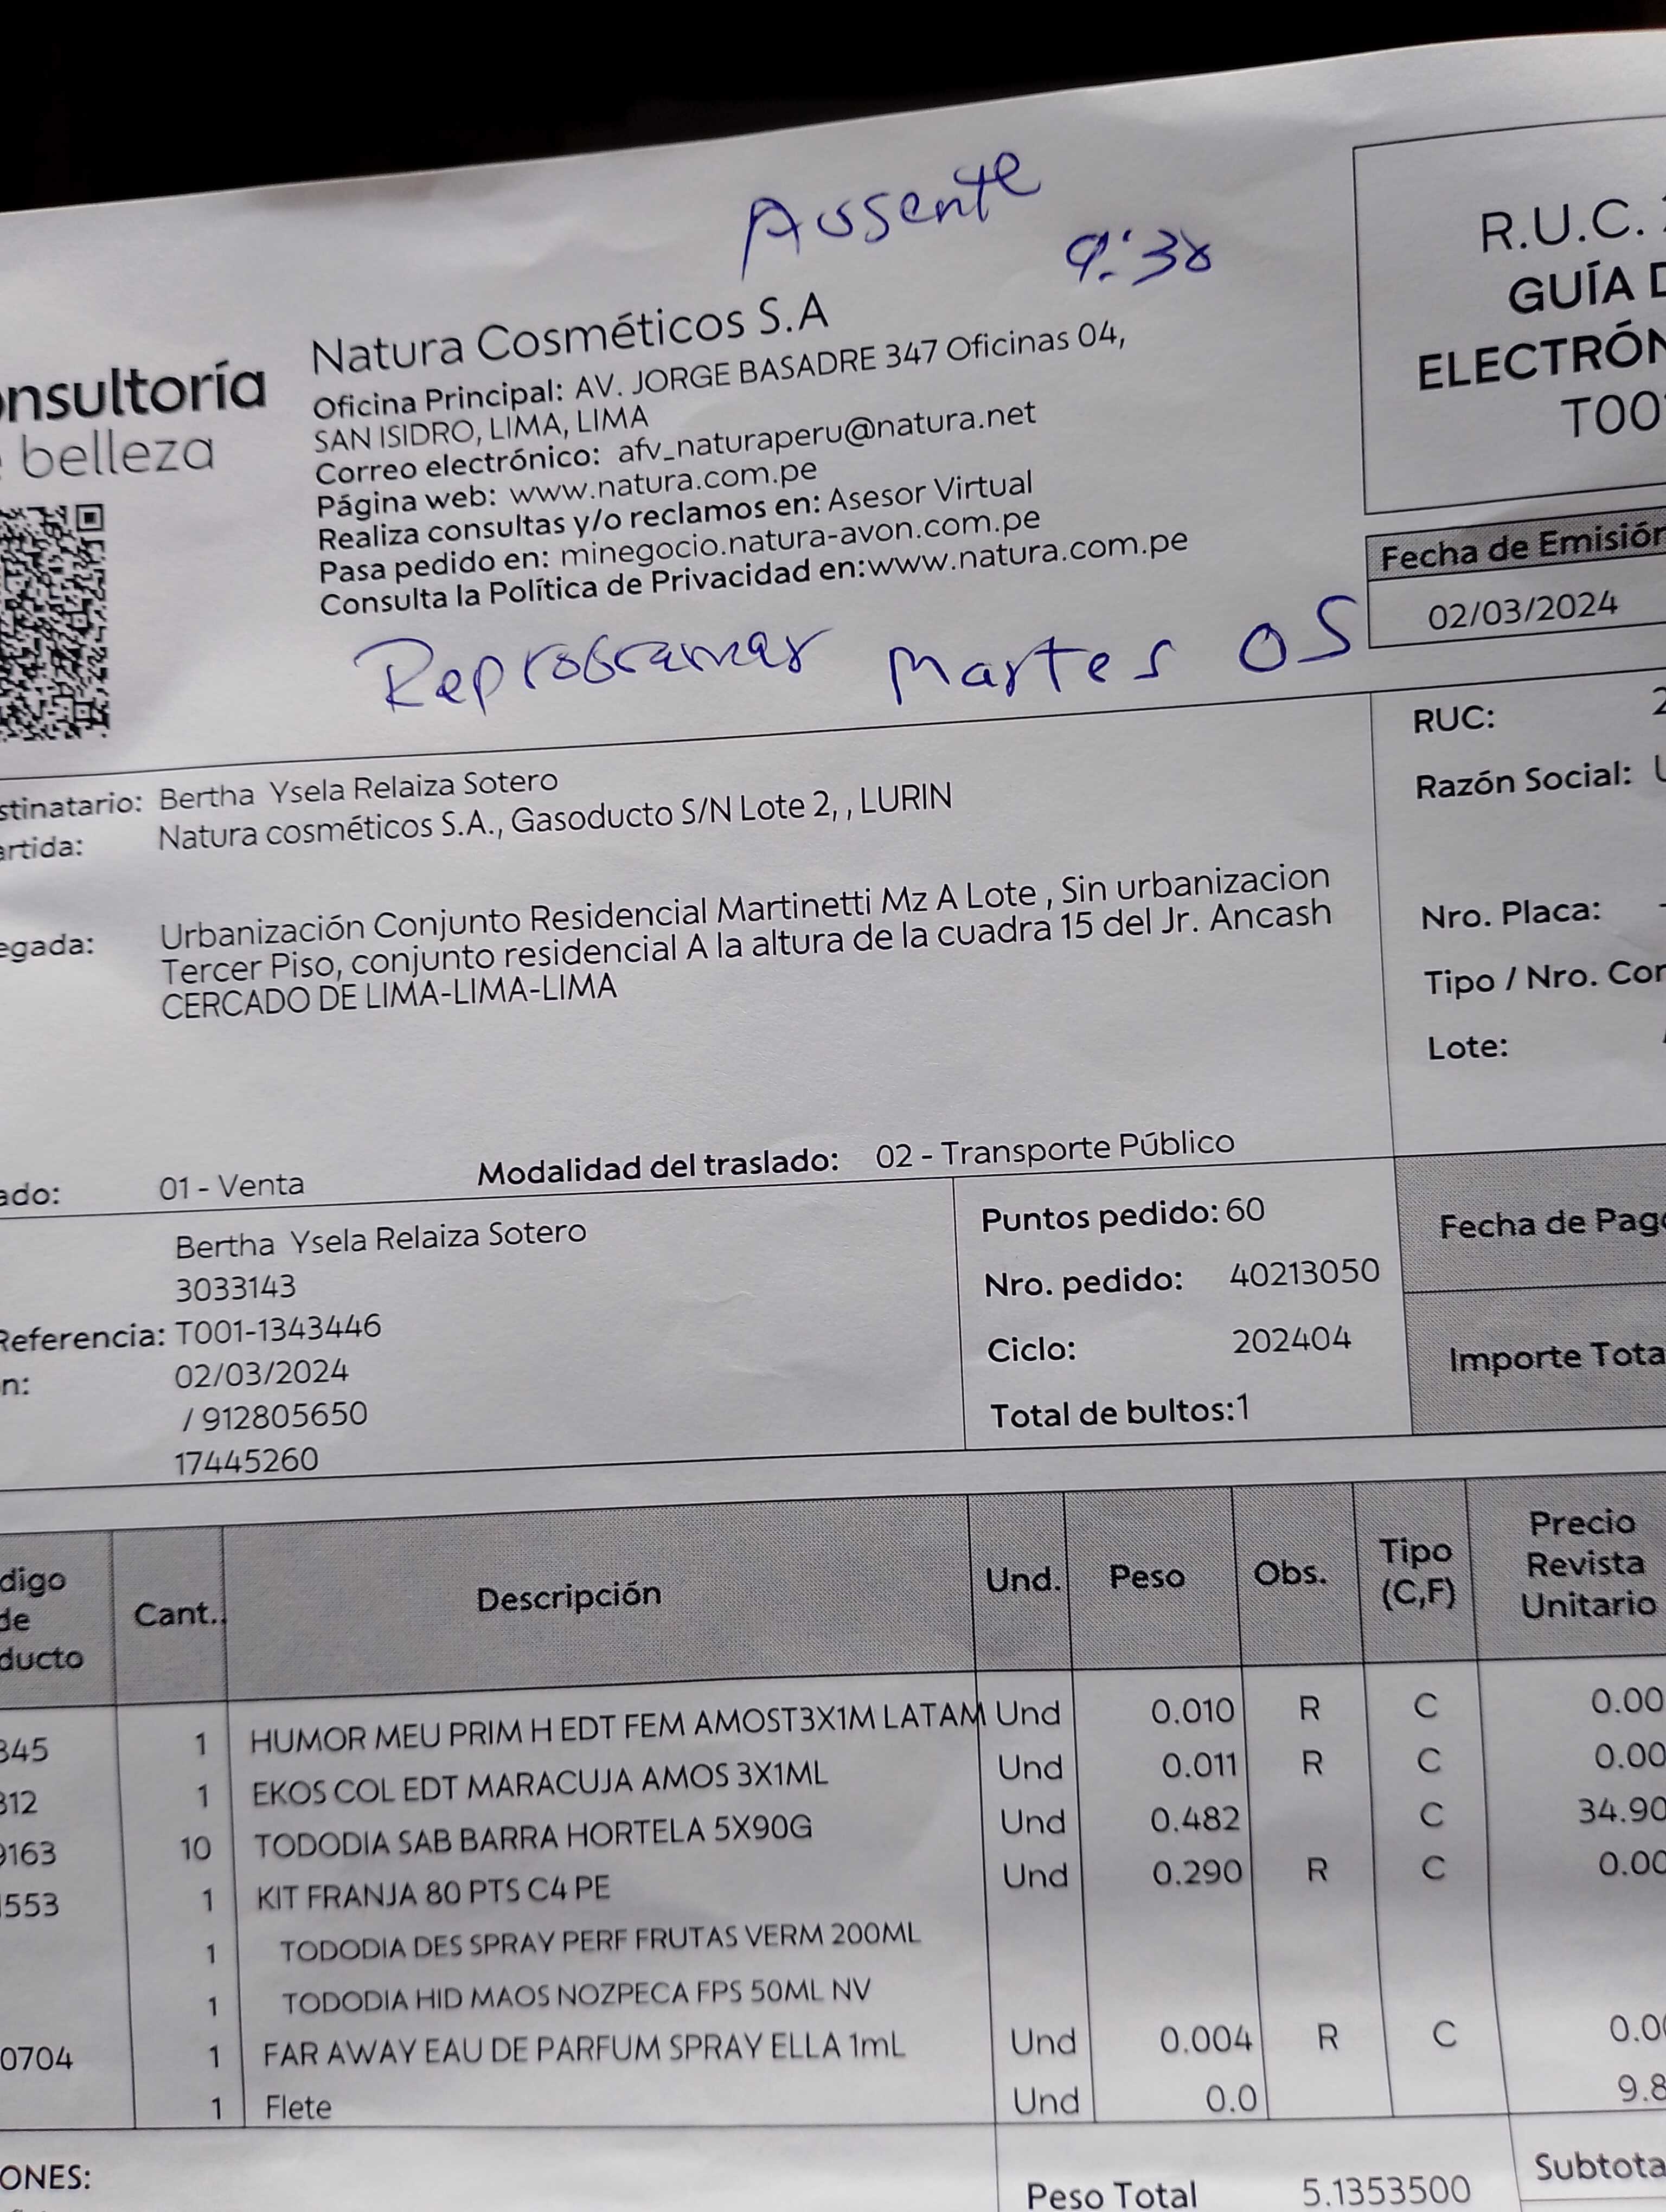 Aussente
9:30
nsultoría
belleza
Natura Cosméticos S.A
Oficina Principal: AV. JORGE BASADRE 347 Oficinas 04,
SAN ISIDRO, LIMA, LIMA
Correo electrónico: afv_naturaperu@natura.net
Página web: www.natura.com.pe
Realiza consultas y/o reclamos en: Asesor Virtual
Pasa pedido en: minegocio.natura-avon.com.pe
Consulta la Política de Privacidad en:www.natura.com.pe
R.U.C.
GUÍA
ELECTRÓN
T00
Fecha de Emisión
02/03/2024
Reprogramar Martes 05
stinatario: Bertha Ysela Relaiza Sotero
artida: Natura cosméticos S.A., Gasoducto S/N Lote 2, , LURIN
egada: Urbanización Conjunto Residencial Martinetti Mz A Lote , Sin urbanizacion
Tercer Piso, conjunto residencial A la altura de la cuadra 15 del Jr. Ancash
CERCADO DE LIMA-LIMA-LIMA
RUC: 2
Razón Social:
Nro. Placa: -
Tipo / Nro. Con
Lote:
ado: 01 - Venta Modalidad del traslado: 02 - Transporte Público
Bertha Ysela Relaiza Sotero
3033143
Referencia: T001-1343446
n: 02/03/2024
/ 912805650
17445260
Puntos pedido: 60
Nro. pedido: 40213050
Ciclo: 202404
Total de bultos:1
Fecha de Pago
Importe Tota
digo de ducto Cant.. Descripción Und. Peso Obs. Tipo (C,F) Precio Revista Unitario
345 1 HUMOR MEU PRIM H EDT FEM AMOST3X1M LATAM Und 0.010 R C 0.00
312 1 EKOS COL EDT MARACUJA AMOS 3X1ML Und 0.011 R C 0.00
9163 10 TODODIA SAB BARRA HORTELA 5X90G Und 0.482 C 34.90
1553 1 KIT FRANJA 80 PTS C4 PE Und 0.290 R C 0.00
1 TODODIA DES SPRAY PERF FRUTAS VERM 200ML
1 TODODIA HID MAOS NOZPECA FPS 50ML NV
0704 1 FAR AWAY EAU DE PARFUM SPRAY ELLA 1mL Und 0.004 R C 0.0
1 Flete Und 0.0 9.8
ONES:
Peso Total 5.1353500 Subtota